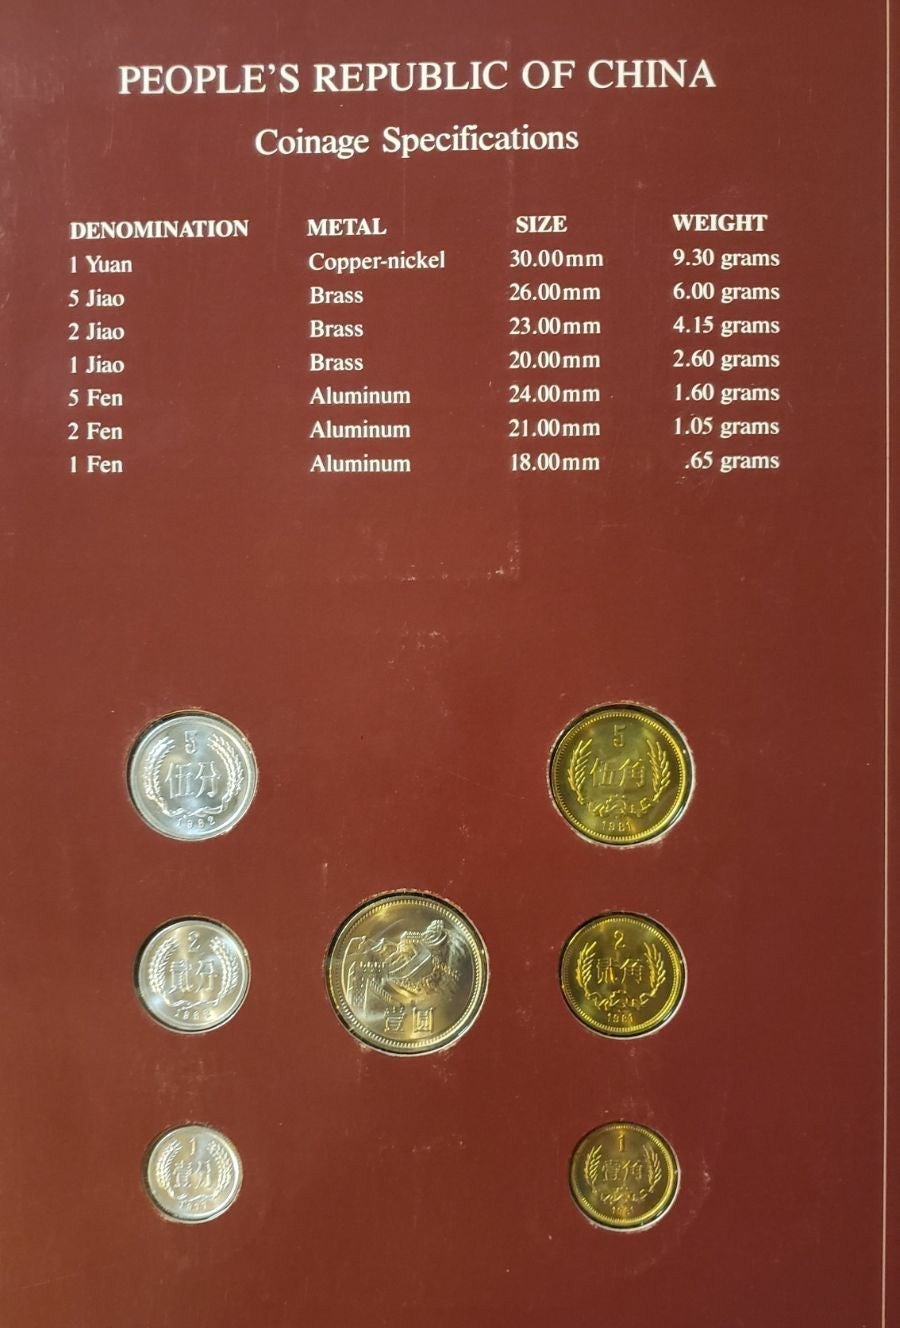 PEOPLE'S REPUBLIC OF CHINA
Coinage Specifications
DENOMINATION METAL SIZE WEIGHT
1 Yuan Copper-nickel 30.00mm 9.30 grams
5 Jiao Brass 26.00mm 6.00 grams
2 Jiao Brass 23.00mm 4.15 grams
1 Jiao Brass 20.00mm 2.60 grams
5 Fen Aluminum 24.00mm 1.60 grams
2 Fen Aluminum 21.00mm 1.05 grams
1 Fen Aluminum 18.00mm .65 grams
5
伍分
1982
5
伍角
1981
2
贰分
壹圆
2
贰角
1981
1
壹分
1
壹角
1981